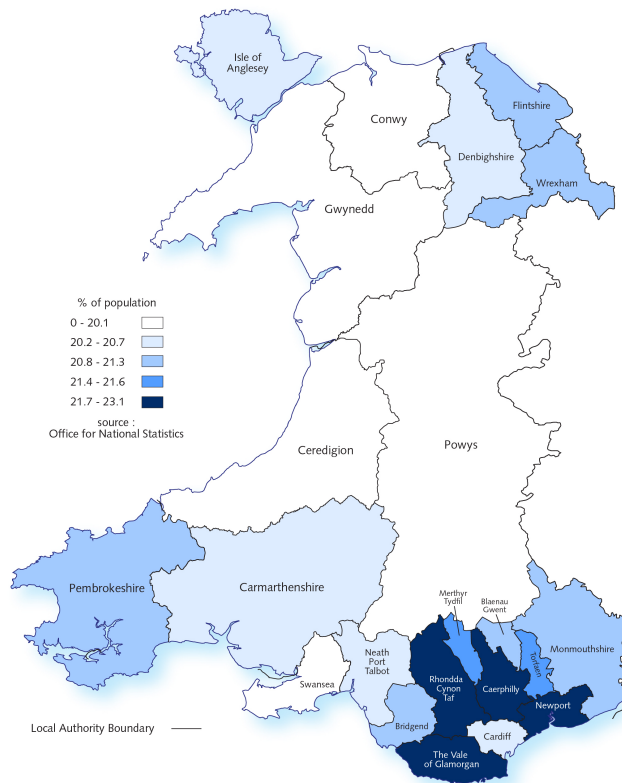 Isle of
Anglesey
Flintshire
Conwy
Denbighshire
Wrexham
Gwynedd
% of population
0 - 20.1
20.2 - 20.7
20.8 - 21.3
21.4 - 21.6
21.7 - 23.1
source :
Office for National Statistics
Ceredigion
Powys
Pembrokeshire
Carmarthenshire
Merthyr
Tydfil
Blaenau
Gwent
Neath
Port
Talbot
Torfaen
Monmouthshire
Swansea
Rhondda
Cynon
Taf
Caerphilly
Newport
Local Authority Boundary
Bridgend
Cardiff
The Vale
of Glamorgan